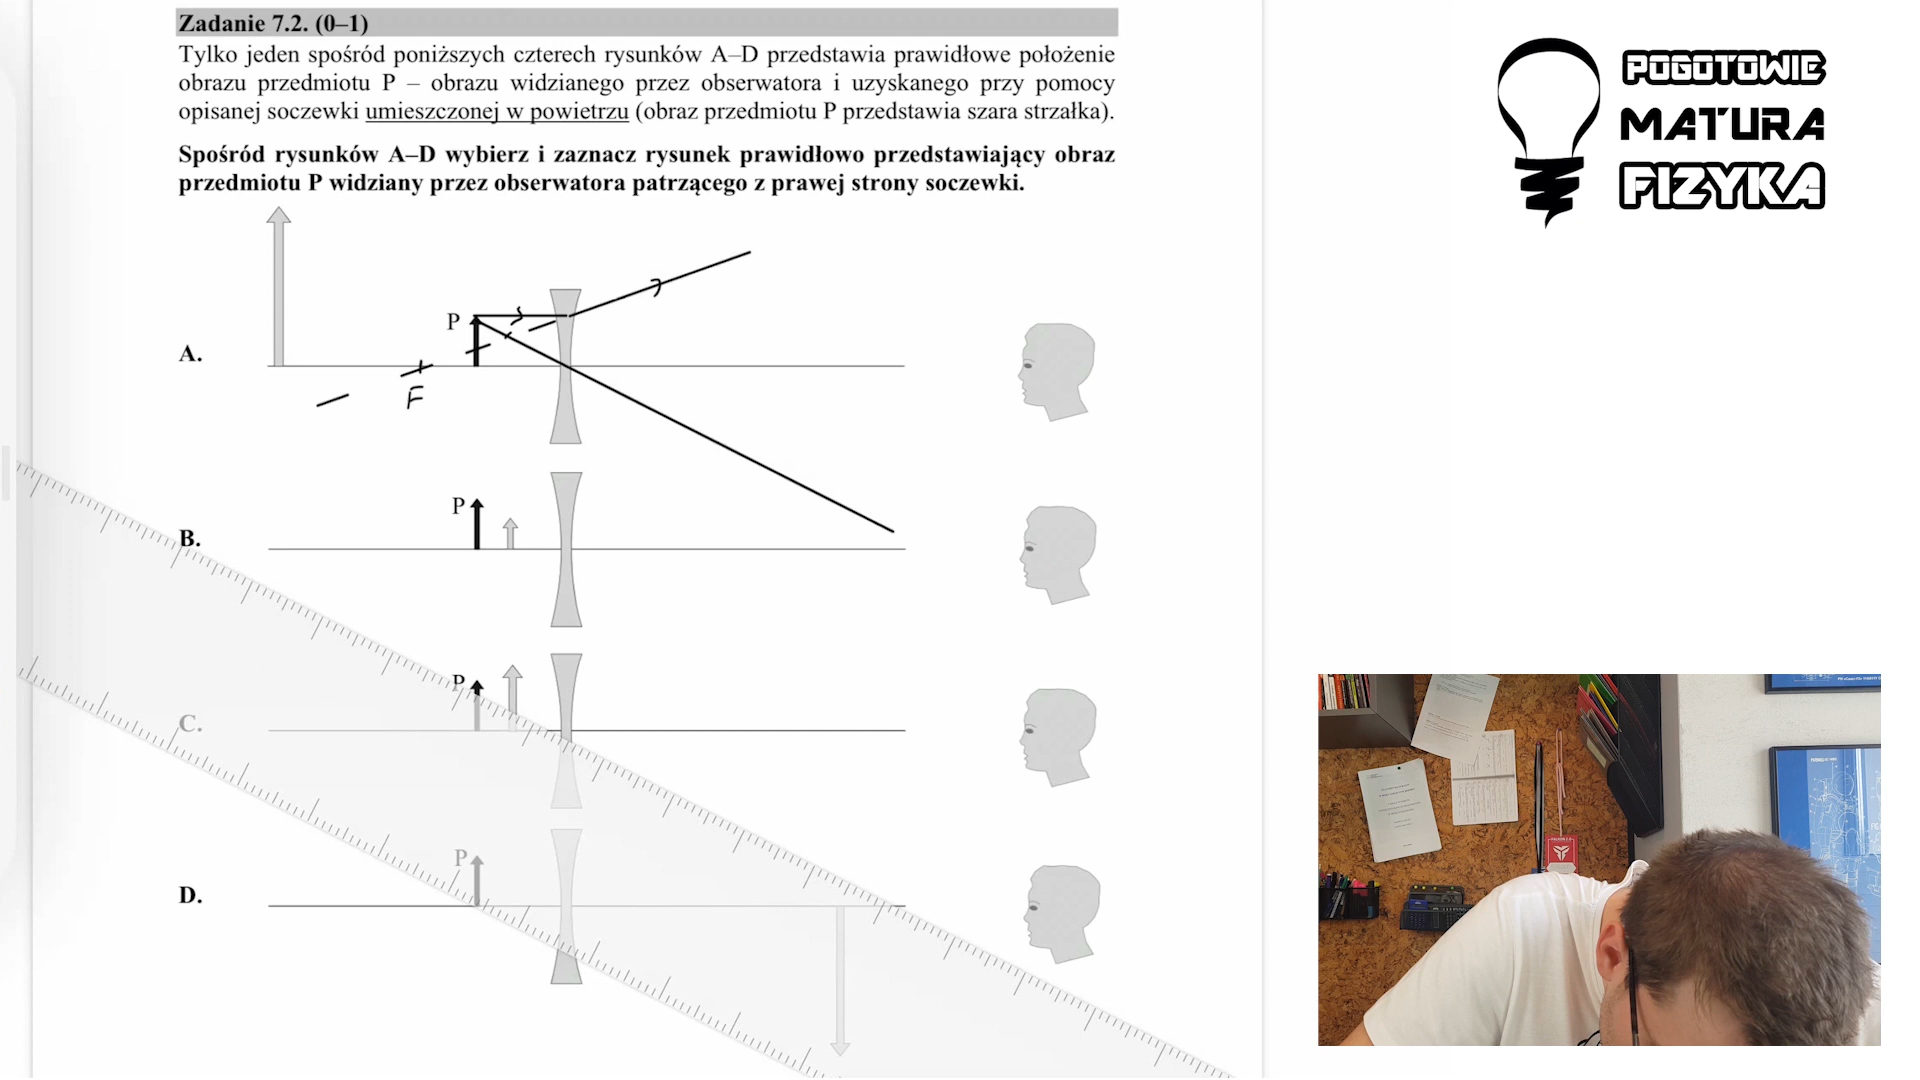 Zadanie 7.2. (0–1)
Tylko jeden spośród poniższych czterech rysunków A–D przedstawia prawidłowe położenie
obrazu przedmiotu P – obrazu widzianego przez obserwatora i uzyskanego przy pomocy
opisanej soczewki umieszczonej w powietrzu (obraz przedmiotu P przedstawia szara strzałka).
Spośród rysunków A–D wybierz i zaznacz rysunek prawidłowo przedstawiający obraz
przedmiotu P widziany przez obserwatora patrzącego z prawej strony soczewki.
P
A.
F
P
B.
P
C.
P
D.
POGOTOWIE
MATURA
FIZYKA